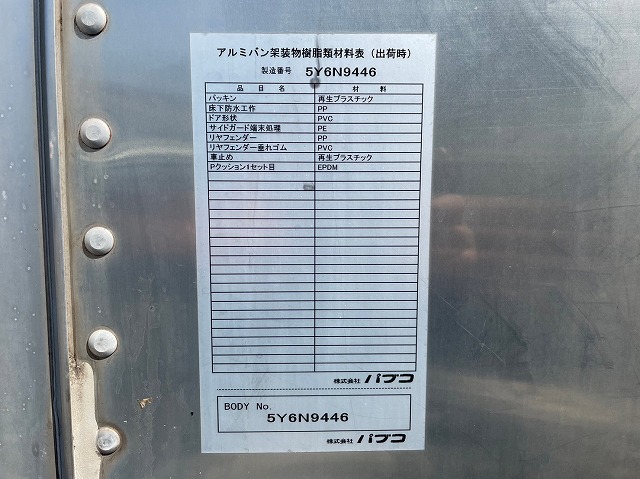 アルミバン架装物樹脂類材料表（出荷時）
製造番号 5Y6N9446
品目名 材料
パッキン 再生プラスチック
床下防水工作 PP
ドア形状 PVC
サイドガード端末処理 PE
リヤフェンダー PP
リヤフェンダー垂れゴム PVC
車止め 再生プラスチック
Pクッション1セット目 EPDM
株式会社 パブコ
BODY No.
5Y6N9446
株式会社 パブコ